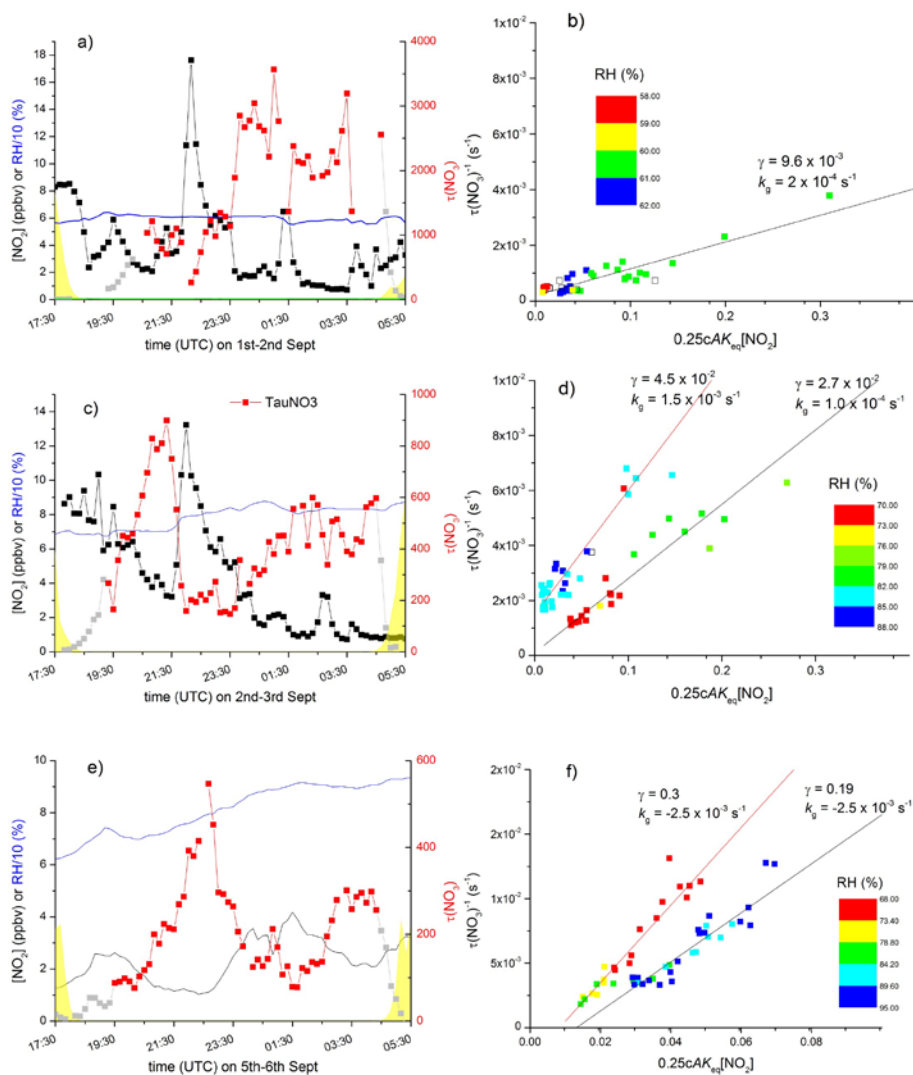 a)
[NO2] (ppbv) or RH/10 (%)
18
16
14
12
10
8
6
4
2
0
4000
3000
2000
1000
0
τ(NO3)
17:30 19:30 21:30 23:30 01:30 03:30 05:30
time (UTC) on 1st-2nd Sept
b)
τ(NO3)-1 (s-1)
1x10-2
8x10-3
6x10-3
4x10-3
2x10-3
0
RH (%)
58.00
59.00
60.00
61.00
62.00
γ = 9.6 x 10-3
kg = 2 x 10-4 s-1
0.0 0.1 0.2 0.3
0.25cAKeq[NO2]
c)
TauNO3
[NO2] (ppbv) or RH/10 (%)
14
12
10
8
6
4
2
0
1000
800
600
400
200
0
τ(NO3)
17:30 19:30 21:30 23:30 01:30 03:30 05:30
time (UTC) on 2nd-3rd Sept
d)
γ = 4.5 x 10-2
kg = 1.5 x 10-3 s-1
γ = 2.7 x 10-2
kg = 1.0 x 10-4 s-1
τ(NO3)-1 (s-1)
1x10-2
8x10-3
6x10-3
4x10-3
2x10-3
0
RH (%)
70.00
73.00
76.00
79.00
82.00
85.00
88.00
0.0 0.1 0.2 0.3
0.25cAKeq[NO2]
e)
[NO2] (ppbv) or RH/10 (%)
10
8
6
4
2
0
600
400
200
0
τ(NO3)
17:30 19:30 21:30 23:30 01:30 03:30 05:30
time (UTC) on 5th-6th Sept
f)
γ = 0.3
kg = -2.5 x 10-3 s-1
γ = 0.19
kg = -2.5 x 10-3 s-1
τ(NO3)-1 (s-1)
2x10-2
2x10-2
1x10-2
5x10-3
0
RH (%)
68.00
73.40
78.80
84.20
89.60
95.00
0.00 0.02 0.04 0.06 0.08
0.25cAKeq[NO2]